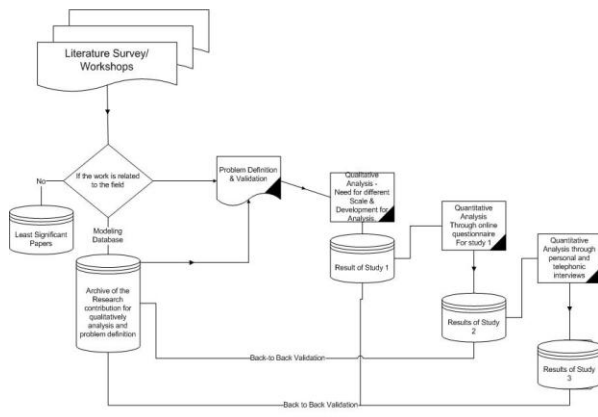 Literature Survey/
Workshops
If the work is related
to the field
No
Least Significant
Papers
Modeling
Database
Archive of the
Research
contribution for
qualitatively analysis and
problem definition
Problem Definition
& Validation
Qualitative Analysis -
Need for different
Scale &
Development for
Analysis.
Result of Study 1
Quantitative
Analysis
Through online
questionnaire
For study 1
Results of Study
2
Quantitative
Analysis through
personal and
telephonic
interviews
Results of Study
3
Back to Back Validation
Back to Back Validation